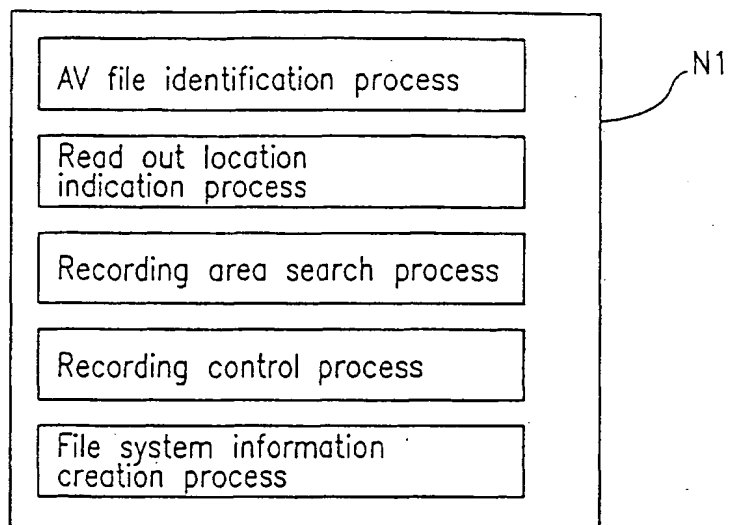 AV file identification process
N1
Read out location
indication process
Recording area search process
Recording control process
File system information
creation process